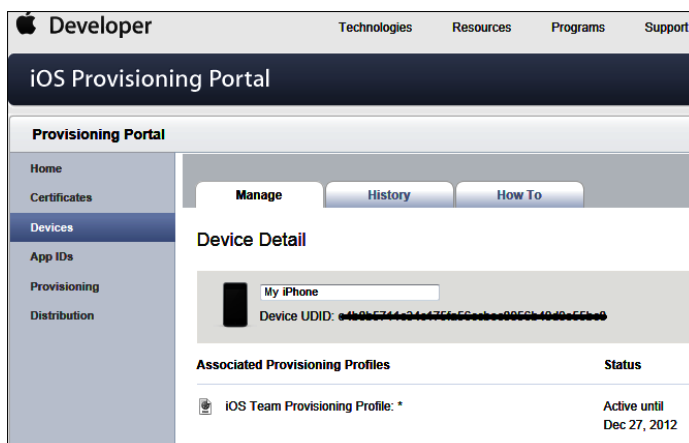 Developer
Technologies Resources Programs Support
iOS Provisioning Portal
Provisioning Portal
Home
Certificates
Devices
App IDs
Provisioning
Distribution
Manage History How To
Device Detail
My iPhone
Device UDID:
Associated Provisioning Profiles Status
iOS Team Provisioning Profile: * Active until
Dec 27, 2012